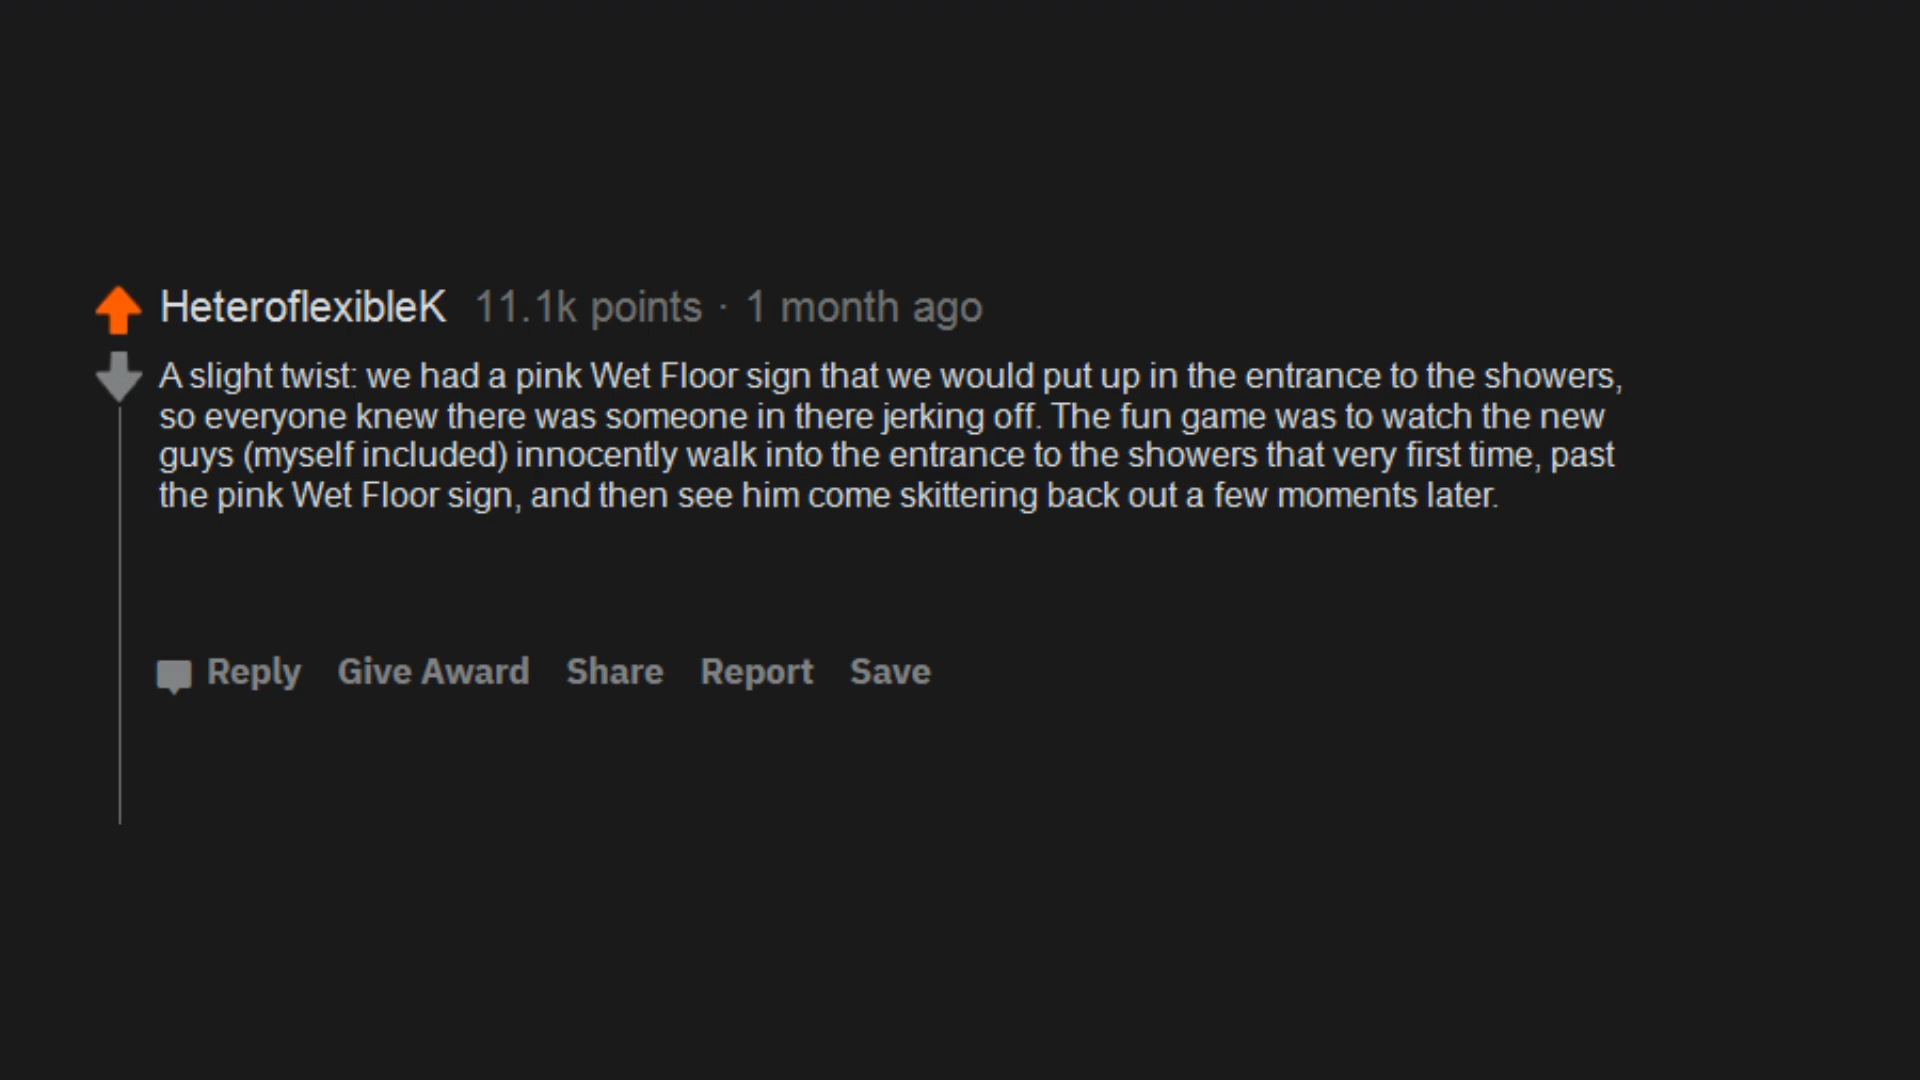 HeteroflexibleK 11.1k points · 1 month ago
A slight twist: we had a pink Wet Floor sign that we would put up in the entrance to the showers,
so everyone knew there was someone in there jerking off. The fun game was to watch the new
guys (myself included) innocently walk into the entrance to the showers that very first time, past
the pink Wet Floor sign, and then see him come skittering back out a few moments later.
Reply Give Award Share Report Save